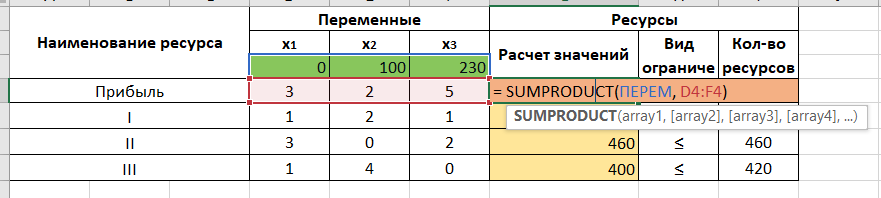 Наименование ресурса Переменные Ресурсы
x1 x2 x3 Расчет значений Вид ограниче Кол-во ресурсов
0 100 230
Прибыль 3 2 5 = SUMPRODUCT(ПЕРЕМ, D4:F4)
I 1 2 1
SUMPRODUCT(array1, [array2], [array3], [array4], ...)
II 3 0 2 460 ≤ 460
III 1 4 0 400 ≤ 420